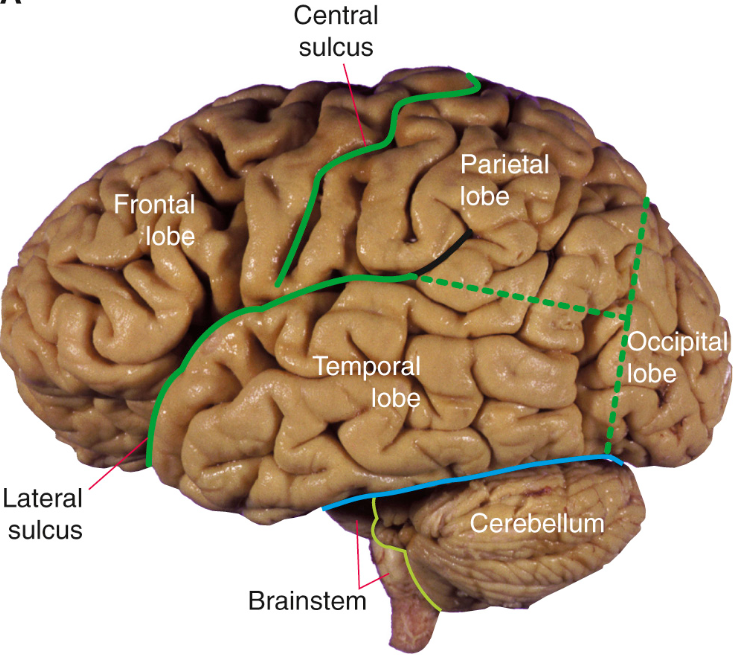 A
Central
sulcus
Parietal
lobe
Frontal
lobe
Occipital
lobe
Temporal
lobe
Lateral
sulcus
Cerebellum
Brainstem